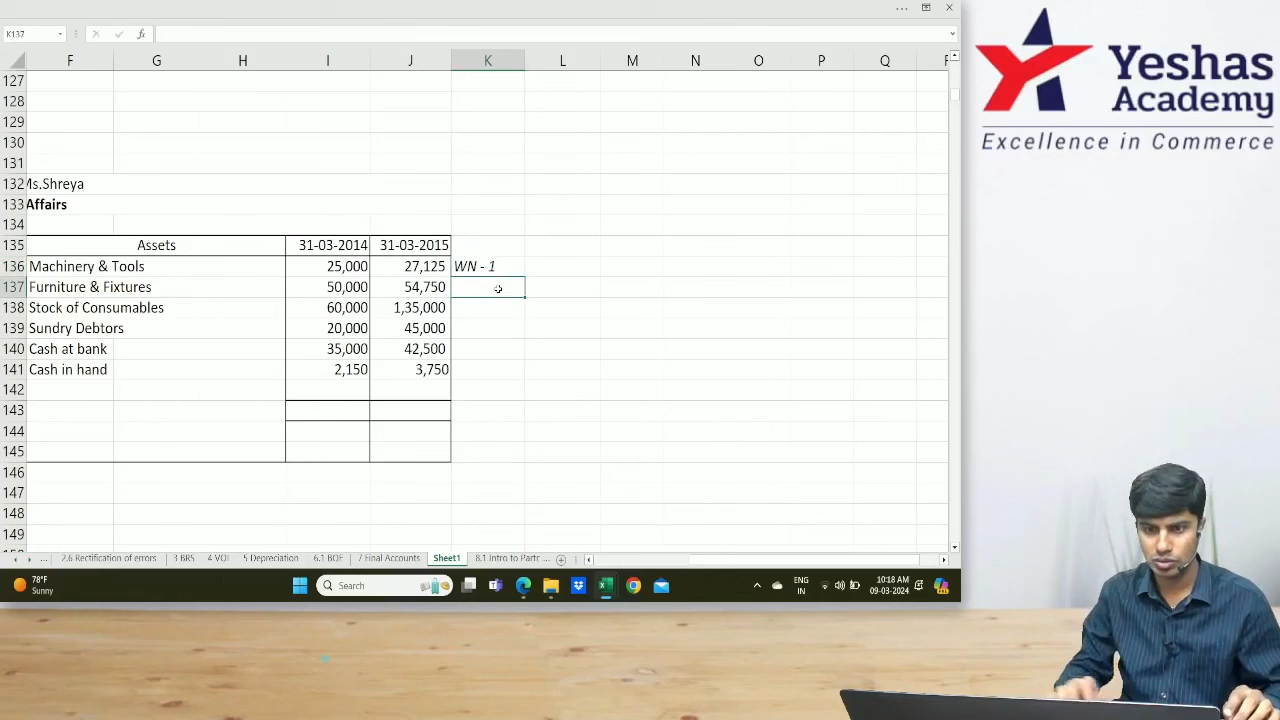 K137
F G H I J K L M N O P Q
127
128
129
130
131
132 Ms.Shreya
133 Affairs
134
135 Assets 31-03-2014 31-03-2015
136 Machinery & Tools 25,000 27,125 WN - 1
137 Furniture & Fixtures 50,000 54,750
138 Stock of Consumables 60,000 1,35,000
139 Sundry Debtors 20,000 45,000
140 Cash at bank 35,000 42,500
141 Cash in hand 2,150 3,750
142
143
144
145
146
147
148
149
... 2.6 Rectification of errors 3 BRS 4 VOI 5 Depreciation 6.1 BOE 7 Final Accounts Sheet1 8.1 Intro to Partr ...
78°F
Sunny
Search
ENG
IN
10:18 AM
09-03-2024
Yeshas
Academy
Excellence in Commerce